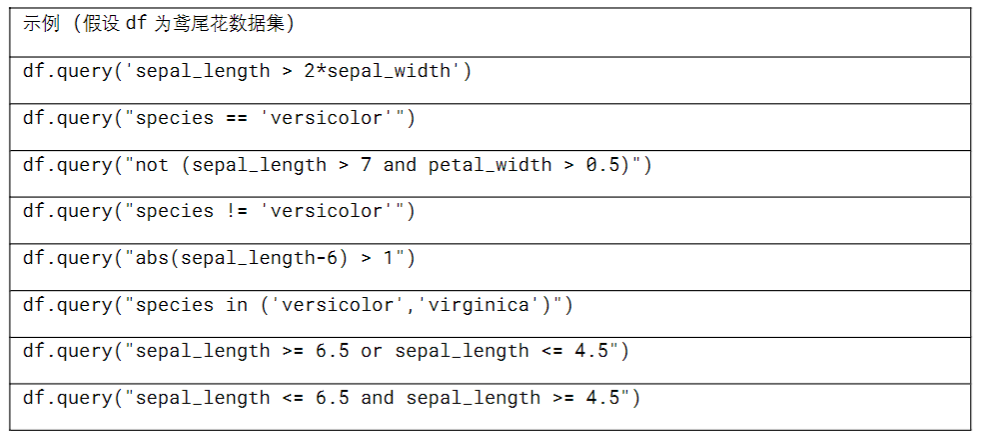 示例 (假设 df 为鸢尾花数据集)
df.query('sepal_length > 2*sepal_width')
df.query("species == 'versicolor'")
df.query("not (sepal_length > 7 and petal_width > 0.5)")
df.query("species != 'versicolor'")
df.query("abs(sepal_length-6) > 1")
df.query("species in ('versicolor','virginica')")
df.query("sepal_length >= 6.5 or sepal_length <= 4.5")
df.query("sepal_length <= 6.5 and sepal_length >= 4.5")